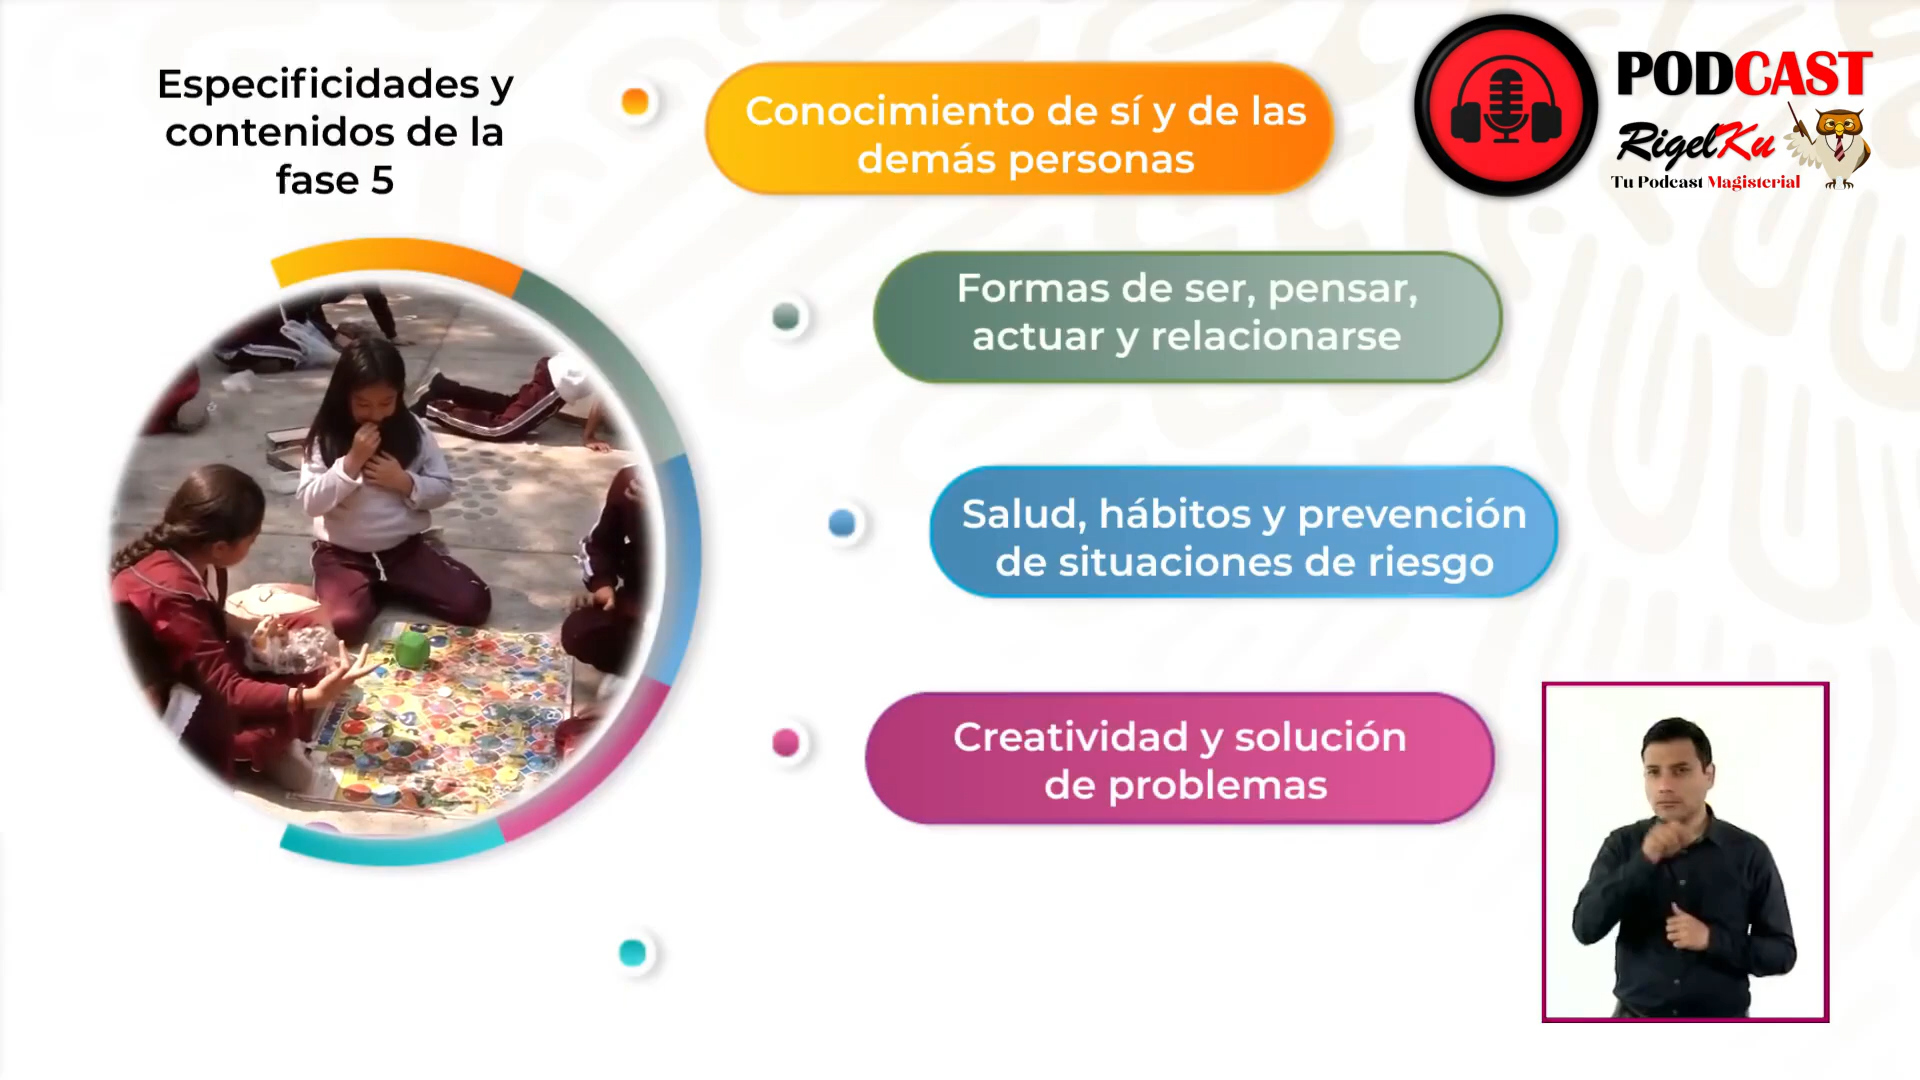 Especificidades y
contenidos de la
fase 5
Conocimiento de sí y de las
demás personas
Formas de ser, pensar,
actuar y relacionarse
Salud, hábitos y prevención
de situaciones de riesgo
Creatividad y solución
de problemas
PODCAST
RigelKu
Tu Podcast Magisterial